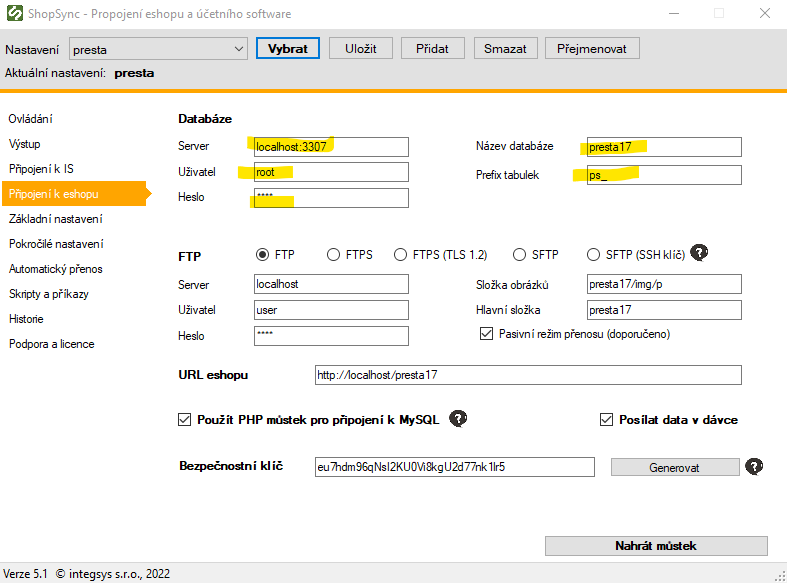 ShopSync - Propojení eshopu a účetního software
Nastavení presta Vybrat Uložit Přidat Smazat Přejmenovat
Aktuální nastavení: presta
Ovládání
Výstup
Připojení k IS
Připojení k eshopu
Základní nastavení
Pokročilé nastavení
Automatický přenos
Skripty a příkazy
Historie
Podpora a licence
Databáze
Server localhost:3307 Název databáze presta17
Uživatel root Prefix tabulek ps_
Heslo ****
FTP FTP FTPS FTPS (TLS 1.2) SFTP SFTP (SSH klíč) ?
Server localhost Složka obrázků presta17/img/p
Uživatel user Hlavní složka presta17
Heslo **** Pasivní režim přenosu (doporučeno)
URL eshopu http://localhost/presta17
Použít PHP můstek pro připojení k MySQL ? Posílat data v dávce
Bezpečnostní klíč eu7hdm96qNsI2KU0Vi8kgU2d77nk1lr5 Generovat ?
Nahrát můstek
Verze 5.1 © integsys s.r.o., 2022